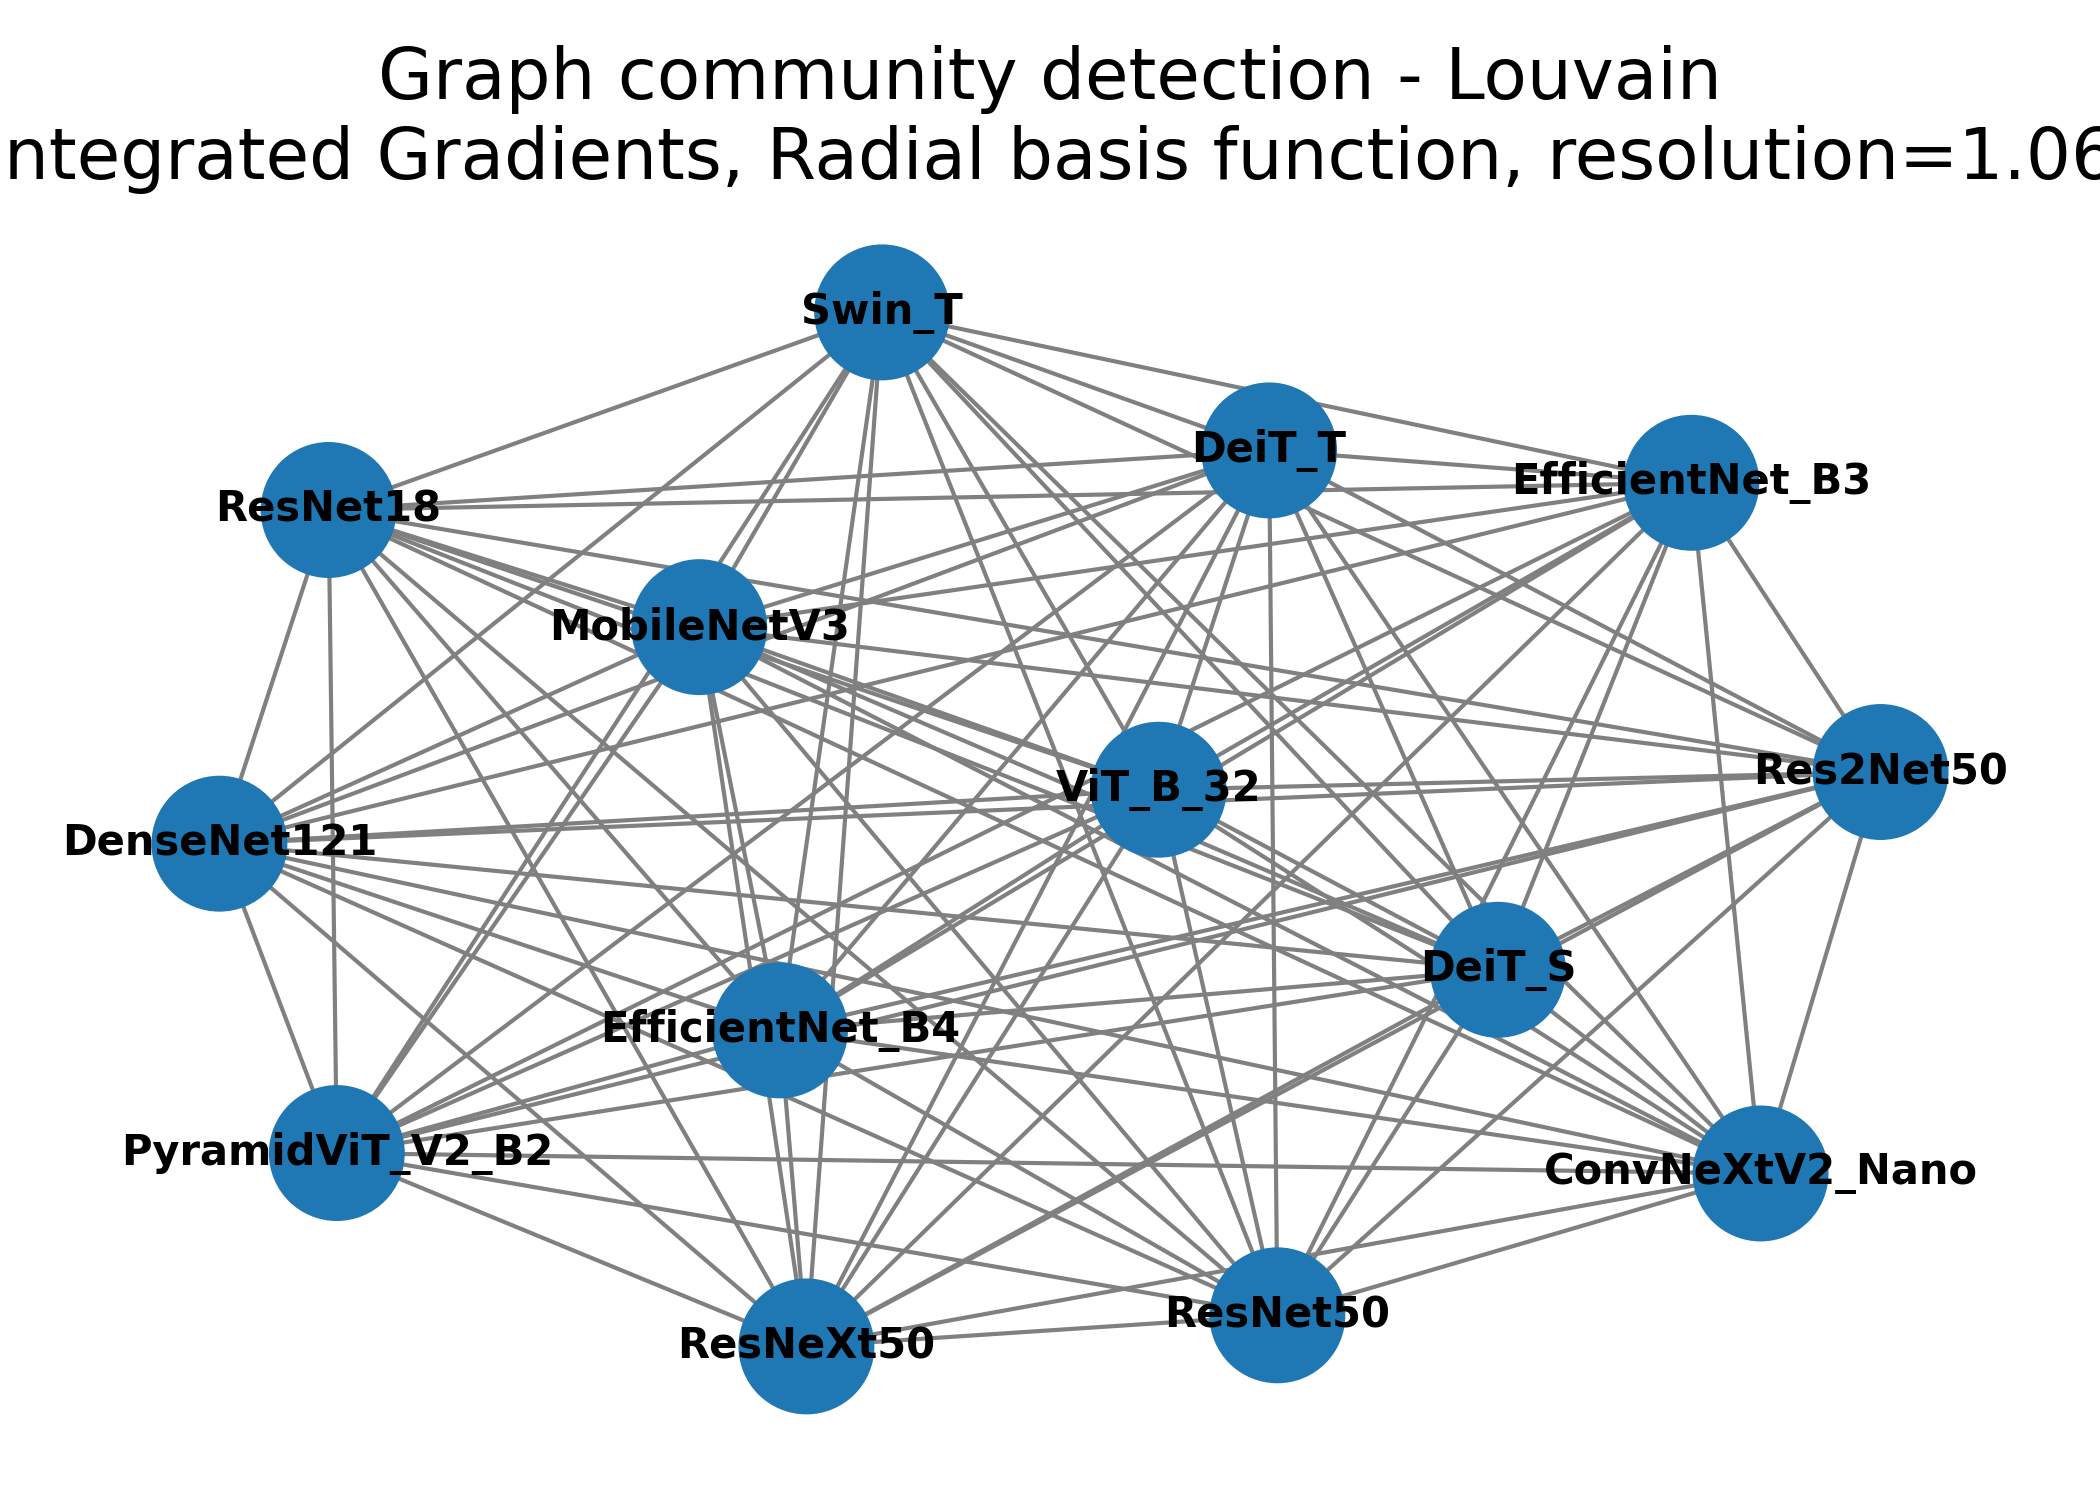 Graph community detection - Louvain
ntegrated Gradients, Radial basis function, resolution=1.06
Swin_T
DeiT_T
EfficientNet_B3
ResNet18
MobileNetV3
Res2Net50
ViT_B_32
DenseNet121
DeiT_S
EfficientNet_B4
PyramidViT_V2_B2
ConvNeXtV2_Nano
ResNet50
ResNeXt50